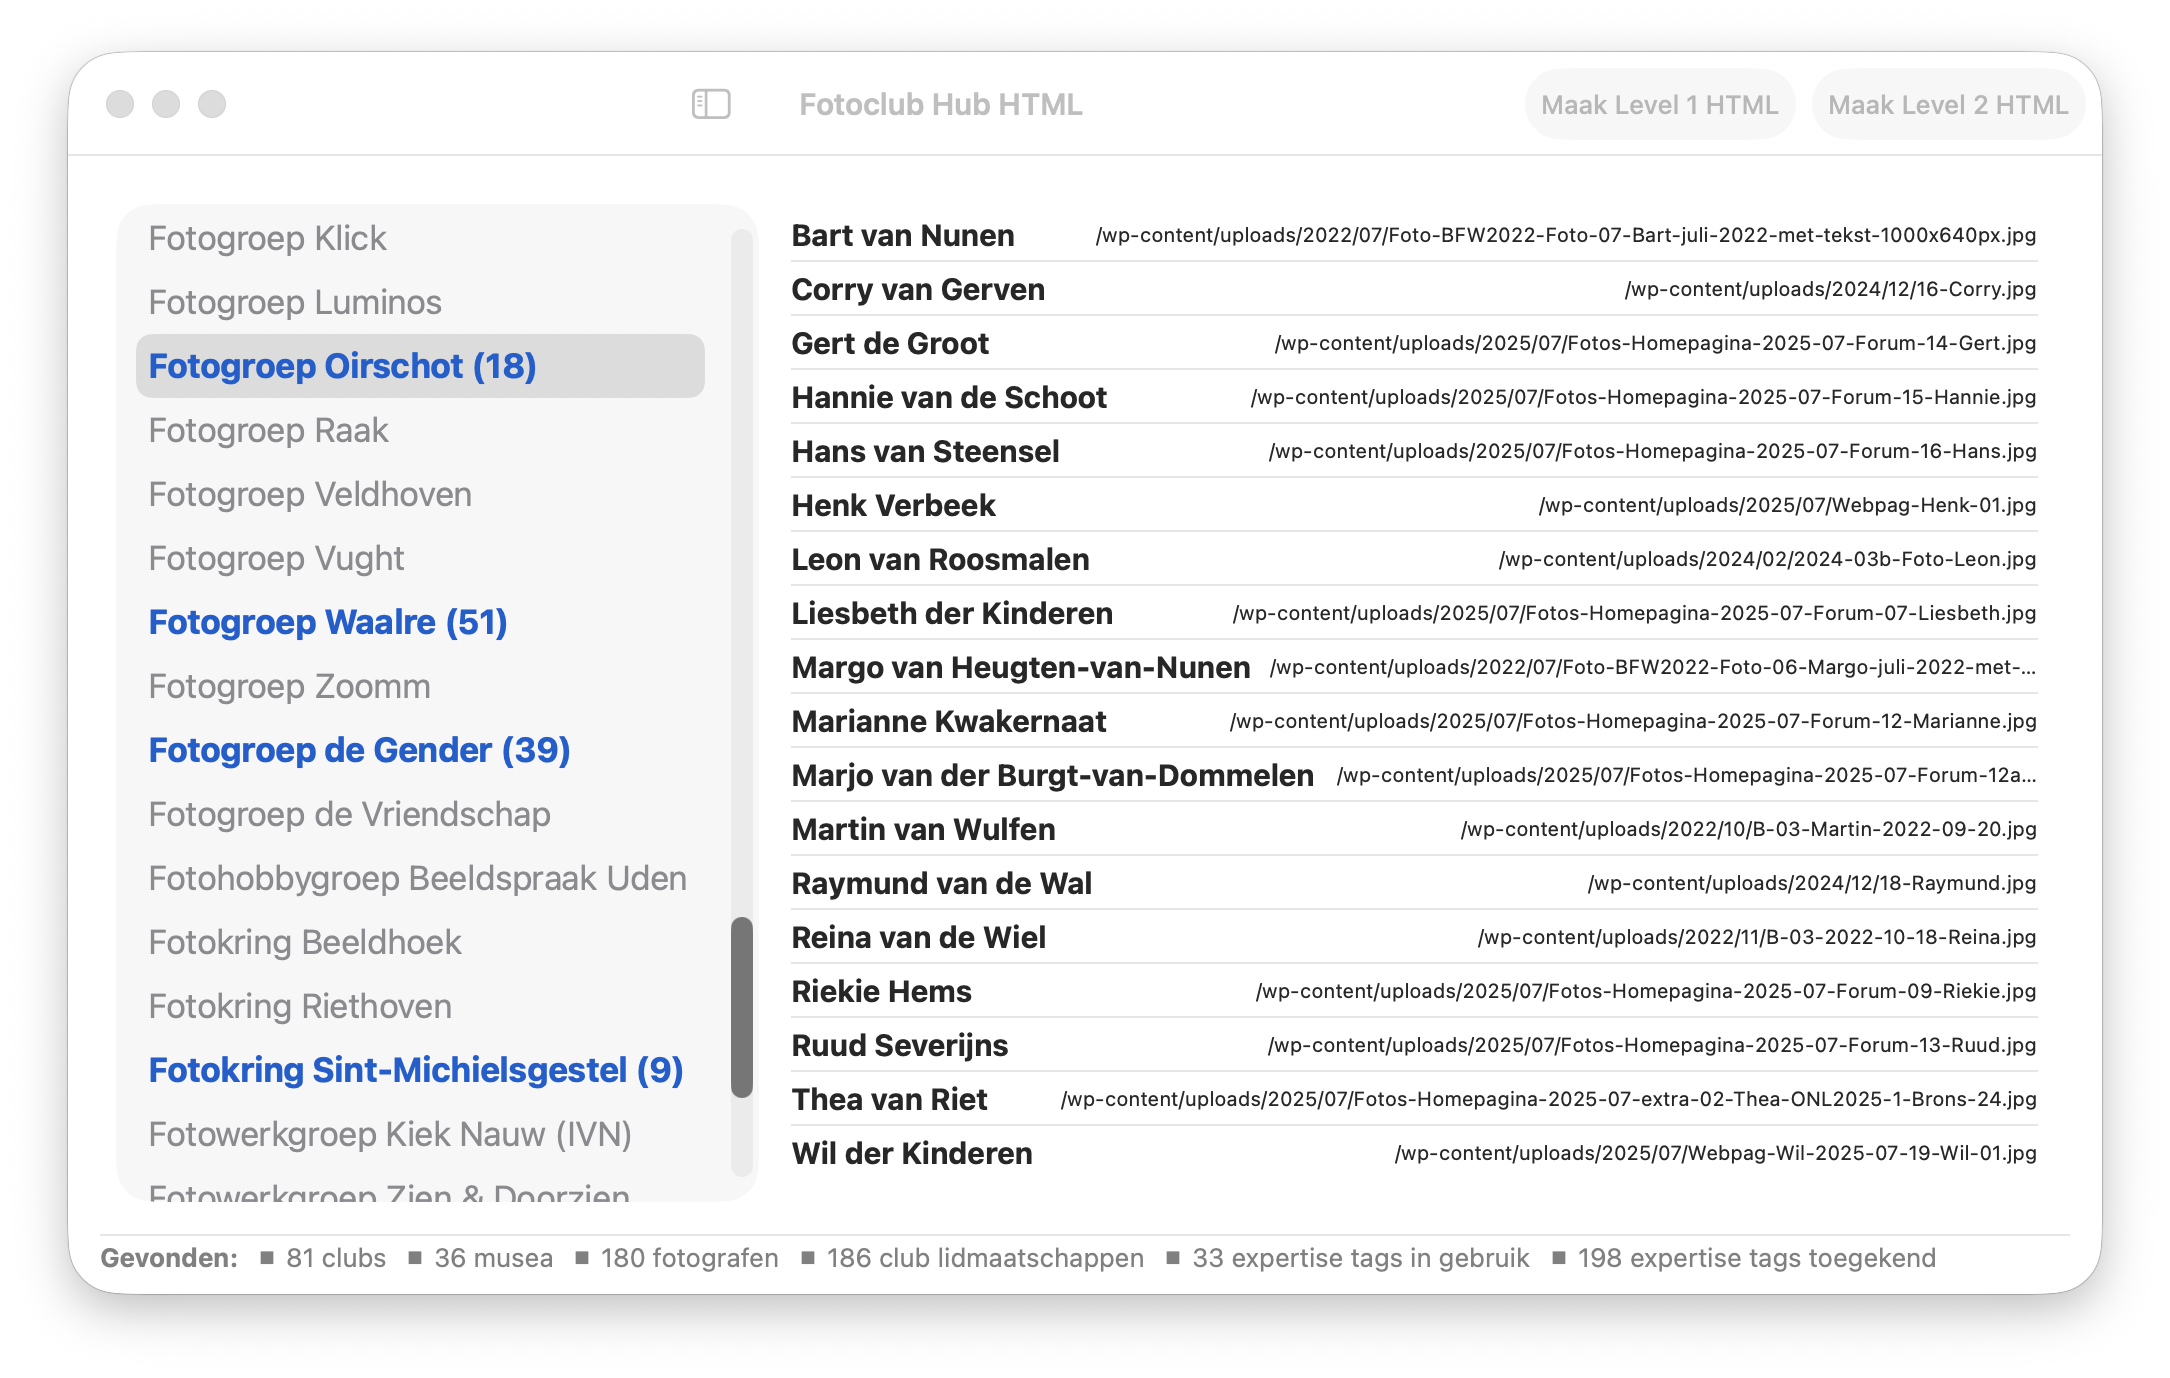 Fotoclub Hub HTML
Maak Level 1 HTML
Maak Level 2 HTML
Fotogroep Klick
Fotogroep Luminos
Fotogroep Oirschot (18)
Fotogroep Raak
Fotogroep Veldhoven
Fotogroep Vught
Fotogroep Waalre (51)
Fotogroep Zoomm
Fotogroep de Gender (39)
Fotogroep de Vriendschap
Fotohobbygroep Beeldspraak Uden
Fotokring Beeldhoek
Fotokring Riethoven
Fotokring Sint-Michielsgestel (9)
Fotowerkgroep Kiek Nauw (IVN)
Fotowerkgroep Zien & Doorzien
Bart van Nunen /wp-content/uploads/2022/07/Foto-BFW2022-Foto-07-Bart-juli-2022-met-tekst-1000x640px.jpg
Corry van Gerven /wp-content/uploads/2024/12/16-Corry.jpg
Gert de Groot /wp-content/uploads/2025/07/Fotos-Homepagina-2025-07-Forum-14-Gert.jpg
Hannie van de Schoot /wp-content/uploads/2025/07/Fotos-Homepagina-2025-07-Forum-15-Hannie.jpg
Hans van Steensel /wp-content/uploads/2025/07/Fotos-Homepagina-2025-07-Forum-16-Hans.jpg
Henk Verbeek /wp-content/uploads/2025/07/Webpag-Henk-01.jpg
Leon van Roosmalen /wp-content/uploads/2024/02/2024-03b-Foto-Leon.jpg
Liesbeth der Kinderen /wp-content/uploads/2025/07/Fotos-Homepagina-2025-07-Forum-07-Liesbeth.jpg
Margo van Heugten-van-Nunen /wp-content/uploads/2022/07/Foto-BFW2022-Foto-06-Margo-juli-2022-met-...
Marianne Kwakernaat /wp-content/uploads/2025/07/Fotos-Homepagina-2025-07-Forum-12-Marianne.jpg
Marjo van der Burgt-van-Dommelen /wp-content/uploads/2025/07/Fotos-Homepagina-2025-07-Forum-12a...
Martin van Wulfen /wp-content/uploads/2022/10/B-03-Martin-2022-09-20.jpg
Raymund van de Wal /wp-content/uploads/2024/12/18-Raymund.jpg
Reina van de Wiel /wp-content/uploads/2022/11/B-03-2022-10-18-Reina.jpg
Riekie Hems /wp-content/uploads/2025/07/Fotos-Homepagina-2025-07-Forum-09-Riekie.jpg
Ruud Severijns /wp-content/uploads/2025/07/Fotos-Homepagina-2025-07-Forum-13-Ruud.jpg
Thea van Riet /wp-content/uploads/2025/07/Fotos-Homepagina-2025-07-extra-02-Thea-ONL2025-1-Brons-24.jpg
Wil der Kinderen /wp-content/uploads/2025/07/Webpag-Wil-2025-07-19-Wil-01.jpg
Gevonden: ■ 81 clubs ■ 36 musea ■ 180 fotografen ■ 186 club lidmaatschappen ■ 33 expertise tags in gebruik ■ 198 expertise tags toegekend